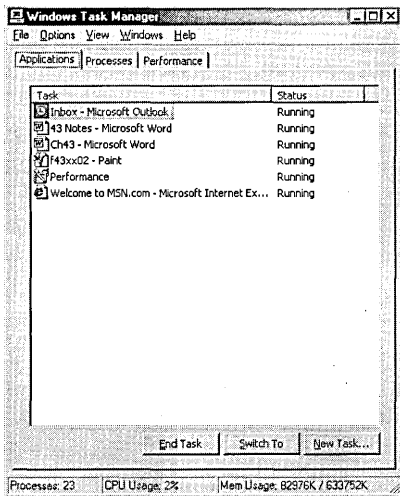 Windows Task Manager
File Options View Windows Help
Applications Processes Performance
Task Status
Inbox - Microsoft Outlook Running
43 Notes - Microsoft Word Running
Ch43 - Microsoft Word Running
f43xx02 - Paint Running
Performance Running
Welcome to MSN.com - Microsoft Internet Ex... Running
End Task Switch To New Task...
Processes: 23 CPU Usage: 2% Mem Usage: 82976K / 633752K